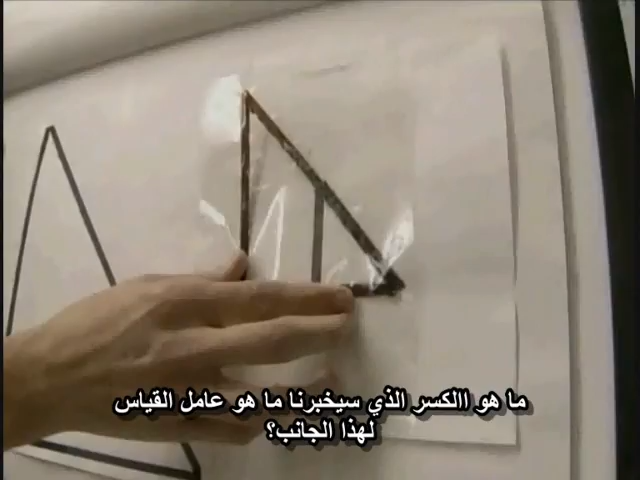 ما هو االكسر الذي سيخبرنا ما هو عامل القياس
لهذا الجانب؟